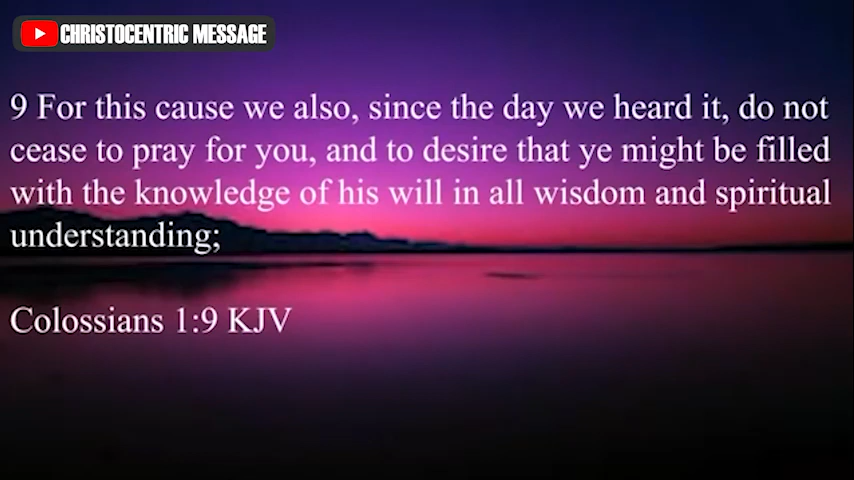 CHRISTOCENTRIC MESSAGE
9 For this cause we also, since the day we heard it, do not
cease to pray for you, and to desire that ye might be filled
with the knowledge of his will in all wisdom and spiritual
understanding;
Colossians 1:9 KJV